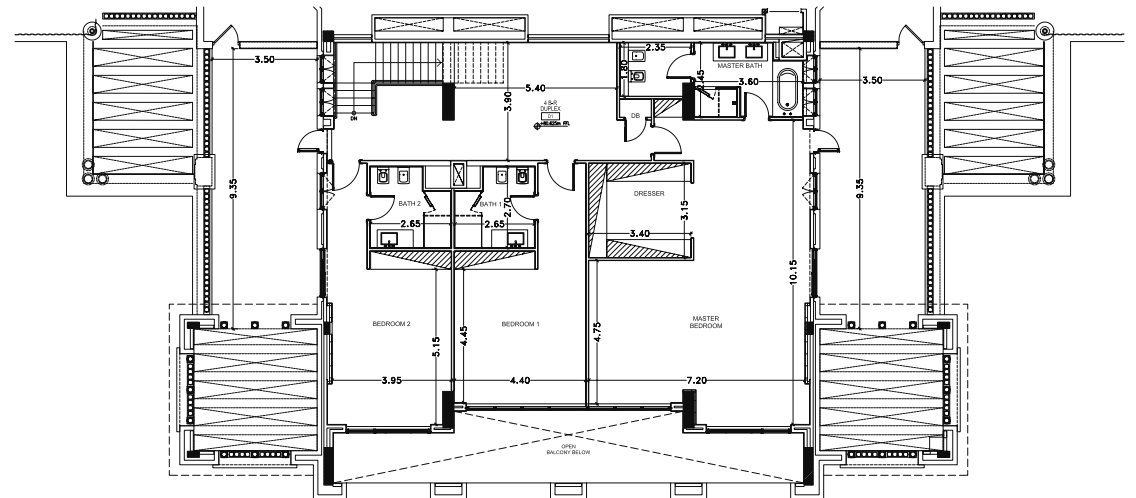 2.35
MASTER BATH
1.80
.45
3.60
3.50
3.50
5.40
4 B-R
DUPLEX
D1
3.90
DB
DN
9.35
9.35
DRESSER
BATH 2
BATH 1
2.70
2.65
2.65
3.15
3.40
10.15
BEDROOM 2
BEDROOM 1
MASTER
BEDROOM
5.15
4.45
4.75
3.95
4.40
7.20
OPEN
BALCONY BELOW